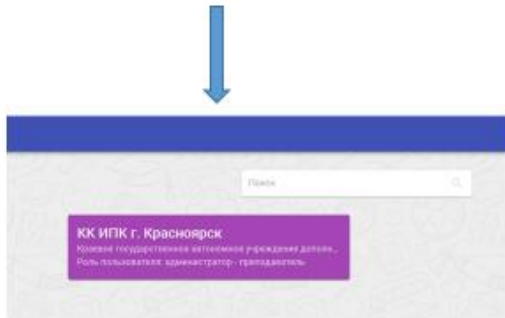 Поиск
КК ИПК г. Красноярск
Краевое государственное автономное учреждение дополн...
Роль пользователя: администратор - преподаватель